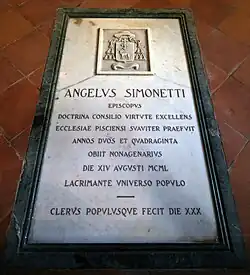 ANGELVS SIMONETTI
EPISCOPVS
DOCTRINA CONSILIO VIRTVTE EXCELLENS
ECCLESIAE PISCIENSI SVAVITER PRAEFVIT
ANNOS DVOS ET QVADRAGINTA
OBIIT NONAGENARIVS
DIE XIV AVGVSTI MCML
LACRIMANTE VNIVERSO POPVLO
CLERVS POPVLVSQVE FECIT DIE XXX